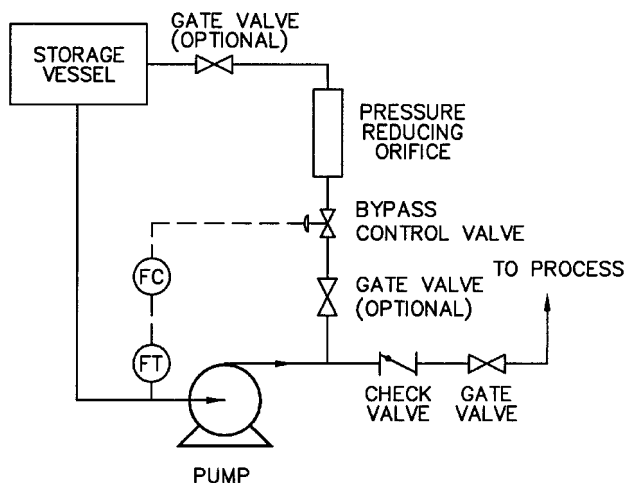 GATE VALVE
(OPTIONAL)
STORAGE
VESSEL
PRESSURE
REDUCING
ORIFICE
BYPASS
CONTROL VALVE
FC
TO PROCESS
GATE VALVE
(OPTIONAL)
FT
CHECK
VALVE
GATE
VALVE
PUMP